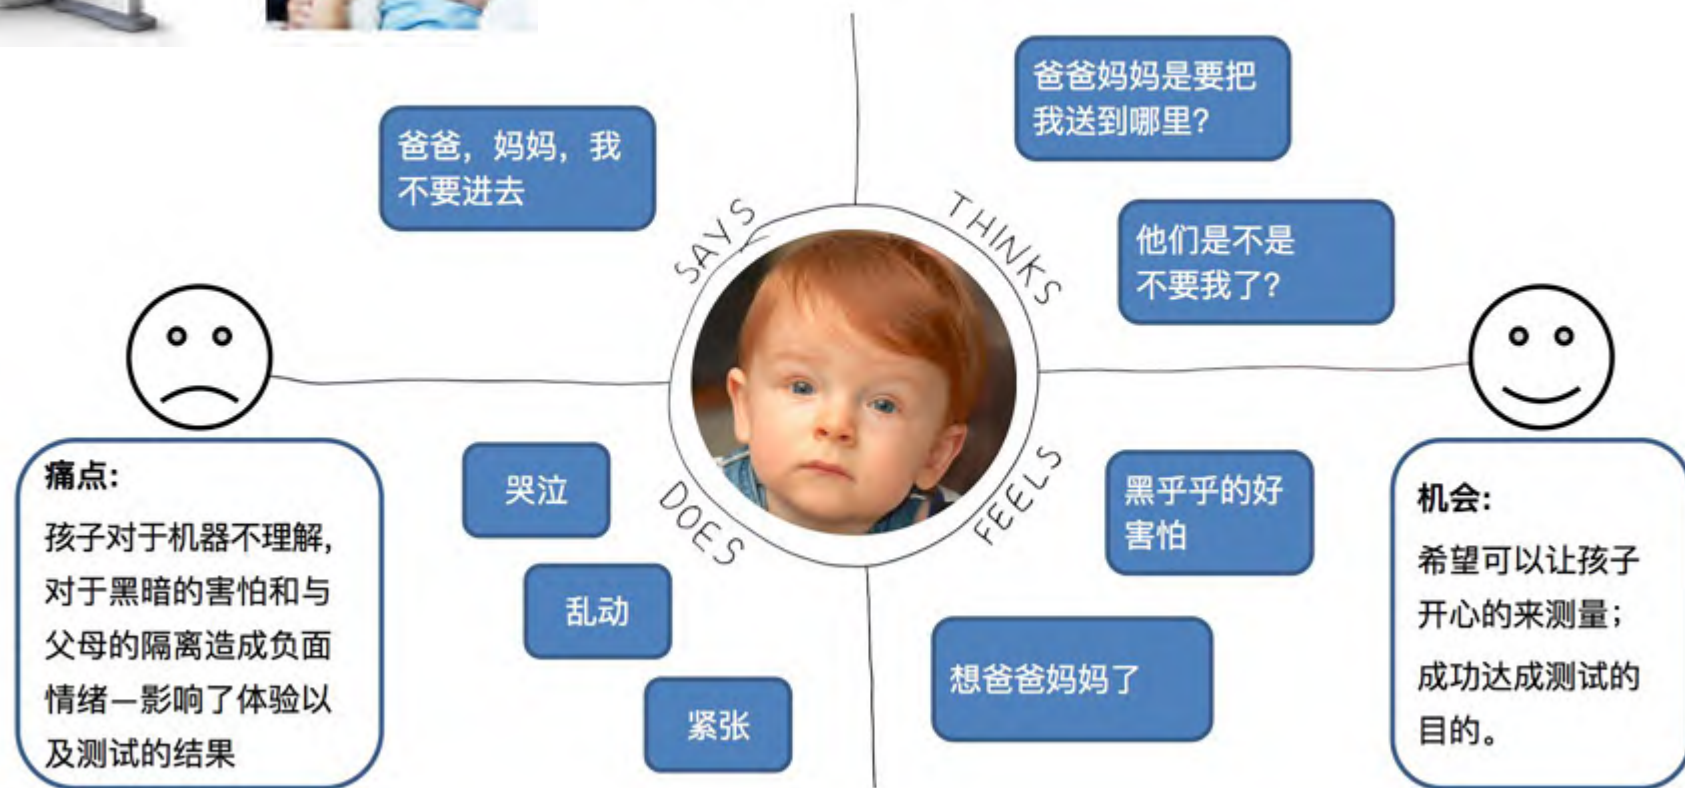 爸爸，妈妈，我
不要进去
爸爸妈妈是要把
我送到哪里？
他们是不是
不要我了？
SAYS
THINKS
DOES
FEELS
哭泣
乱动
紧张
黑乎乎的好
害怕
想爸爸妈妈了
痛点：
孩子对于机器不理解，
对于黑暗的害怕和与
父母的隔离造成负面
情绪—影响了体验以
及测试的结果
机会：
希望可以让孩子
开心的来测量；
成功达成测试的
目的。